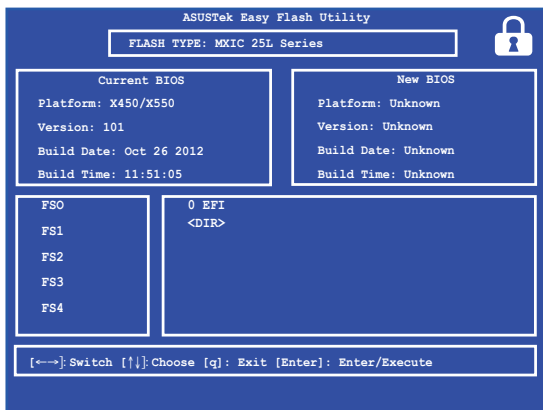 ASUSTek Easy Flash Utility
FLASH TYPE: MXIC 25L Series
Current BIOS
Platform: X450/X550
Version: 101
Build Date: Oct 26 2012
Build Time: 11:51:05
New BIOS
Platform: Unknown
Version: Unknown
Build Date: Unknown
Build Time: Unknown
FSO
FS1
FS2
FS3
FS4
0 EFI
<DIR>
[←→]: Switch [↑↓]: Choose [q]: Exit [Enter]: Enter/Execute